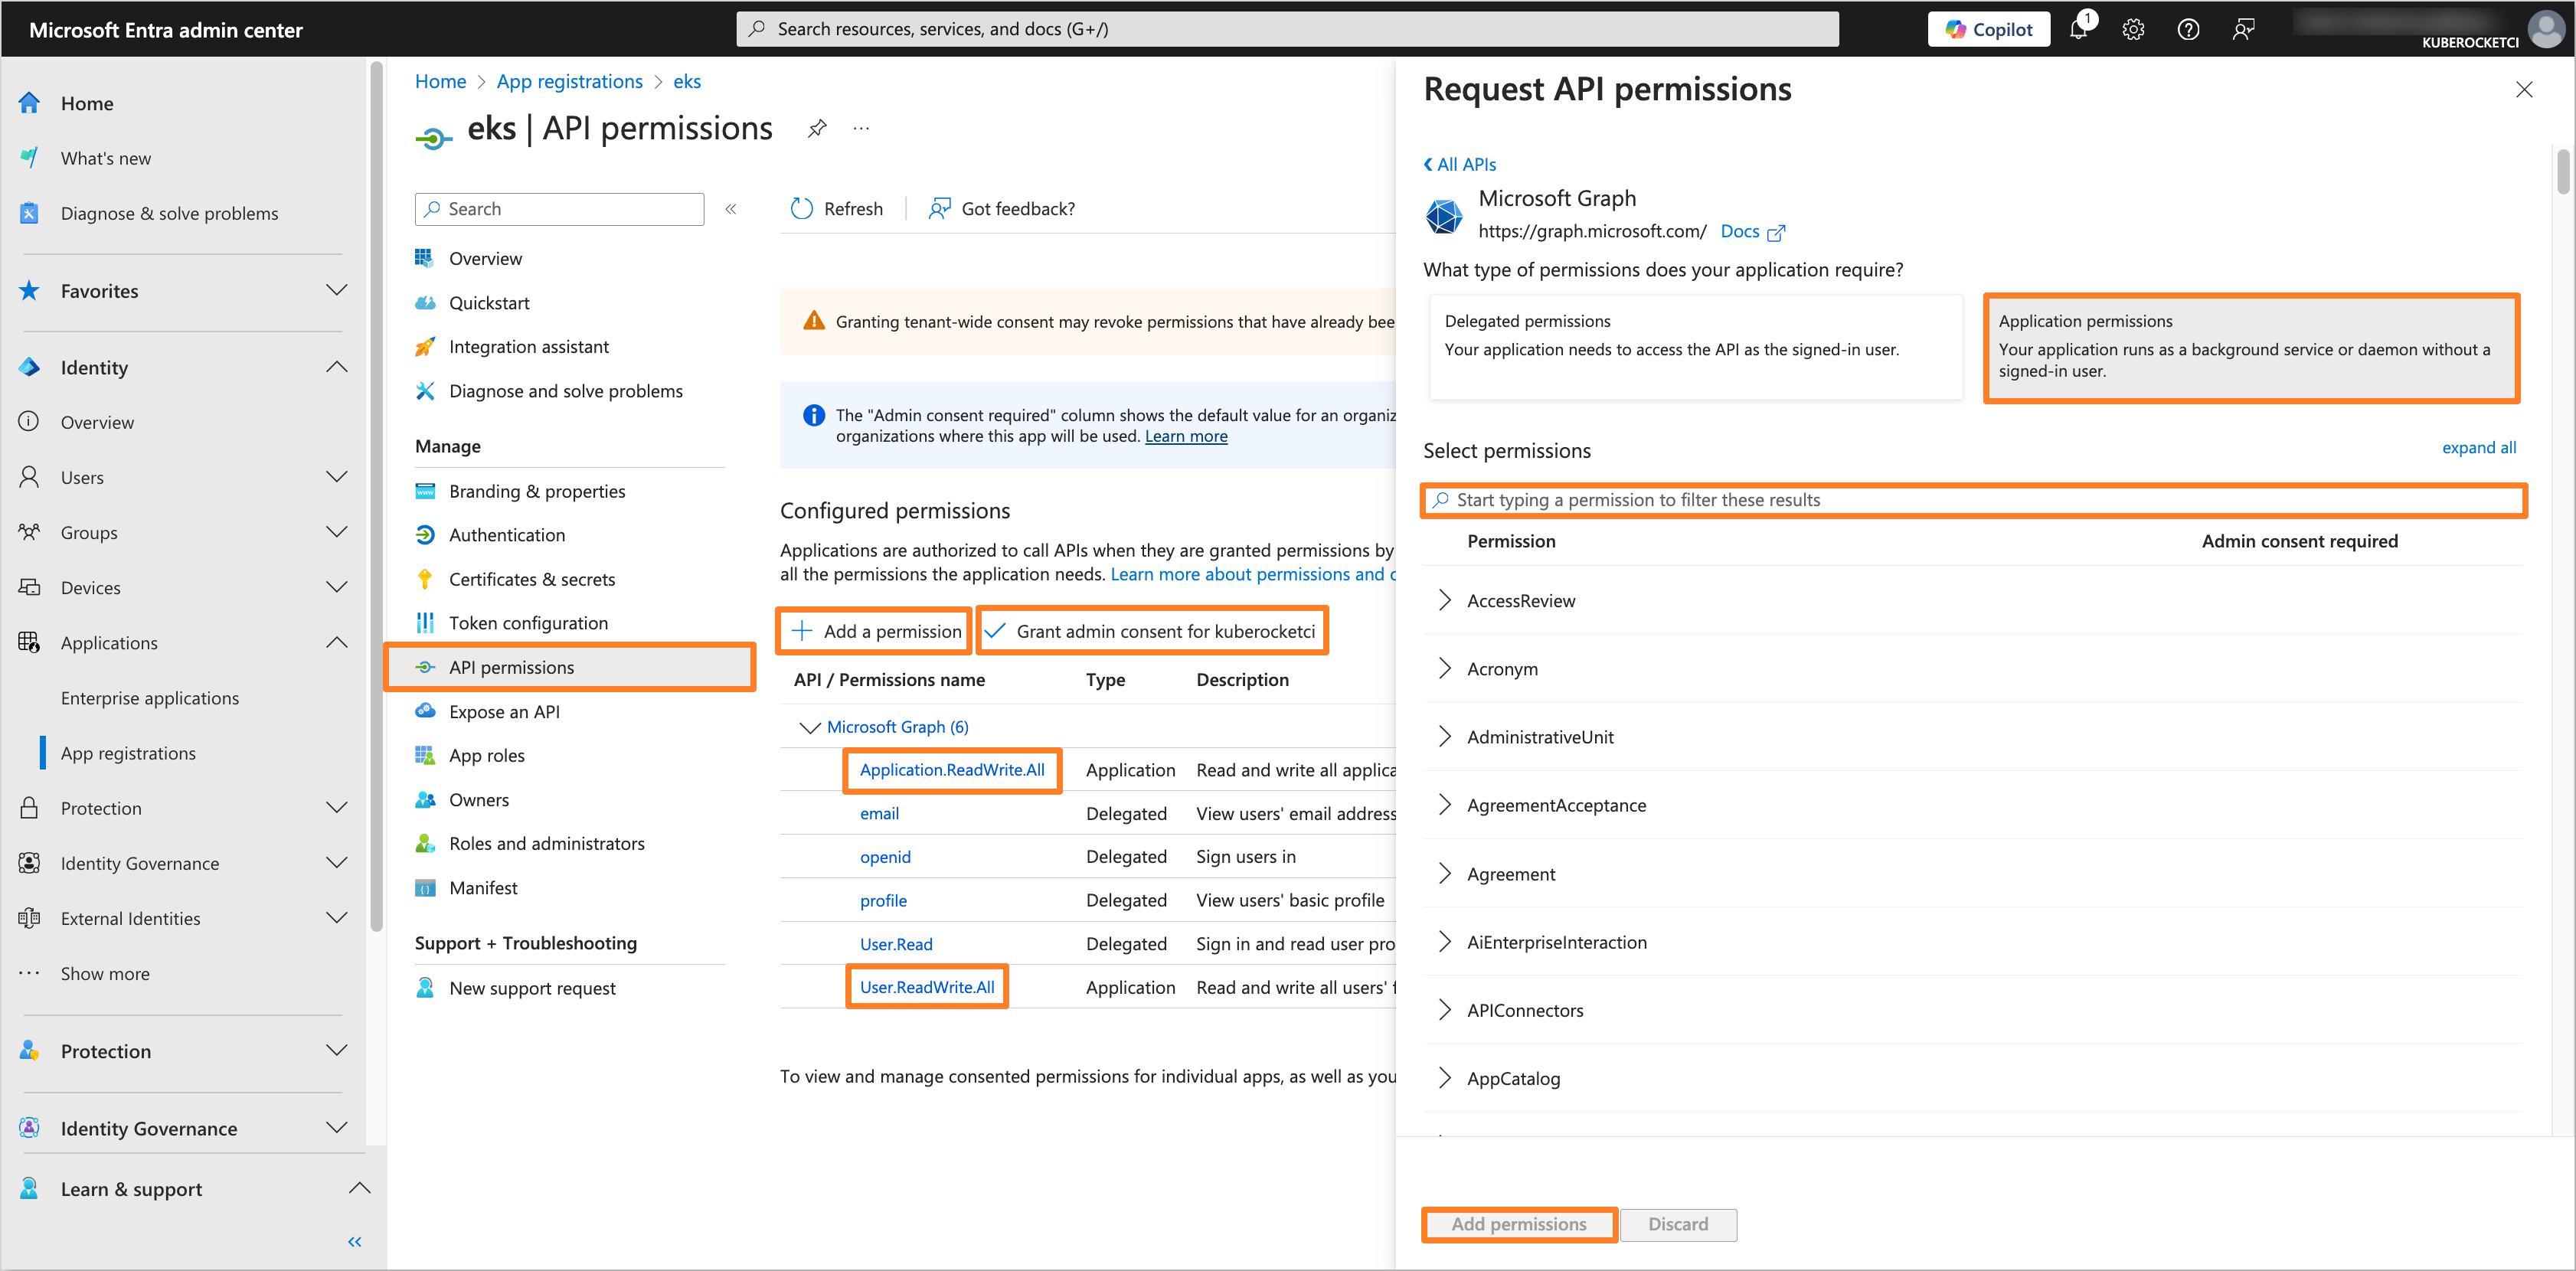 Microsoft Entra admin center
Search resources, services, and docs (G+/)
Copilot
1
KUBEROCKETCI
Home
What's new
Diagnose & solve problems
Favorites
Identity
Overview
Users
Groups
Devices
Applications
Enterprise applications
App registrations
Protection
Identity Governance
External Identities
Show more
Protection
Identity Governance
Learn & support
Home > App registrations > eks
eks | API permissions
Search
Overview
Quickstart
Integration assistant
Diagnose and solve problems
Manage
Branding & properties
Authentication
Certificates & secrets
Token configuration
API permissions
Expose an API
App roles
Owners
Roles and administrators
Manifest
Support + Troubleshooting
New support request
Refresh
Got feedback?
Granting tenant-wide consent may revoke permissions that have already bee
The "Admin consent required" column shows the default value for an organiz
organizations where this app will be used. Learn more
Configured permissions
Applications are authorized to call APIs when they are granted permissions by
all the permissions the application needs. Learn more about permissions and c
Add a permission
Grant admin consent for kuberocketci
API / Permissions name Type Description
Microsoft Graph (6)
Application.ReadWrite.All Application Read and write all applica
email Delegated View users' email address
openid Delegated Sign users in
profile Delegated View users' basic profile
User.Read Delegated Sign in and read user pro
User.ReadWrite.All Application Read and write all users' f
To view and manage consented permissions for individual apps, as well as you
Request API permissions
All APIs
Microsoft Graph
https://graph.microsoft.com/ Docs
What type of permissions does your application require?
Delegated permissions
Your application needs to access the API as the signed-in user.
Application permissions
Your application runs as a background service or daemon without a
signed-in user.
Select permissions
expand all
Start typing a permission to filter these results
Permission Admin consent required
AccessReview
Acronym
AdministrativeUnit
AgreementAcceptance
Agreement
AiEnterpriseInteraction
APIConnectors
AppCatalog
Add permissions
Discard